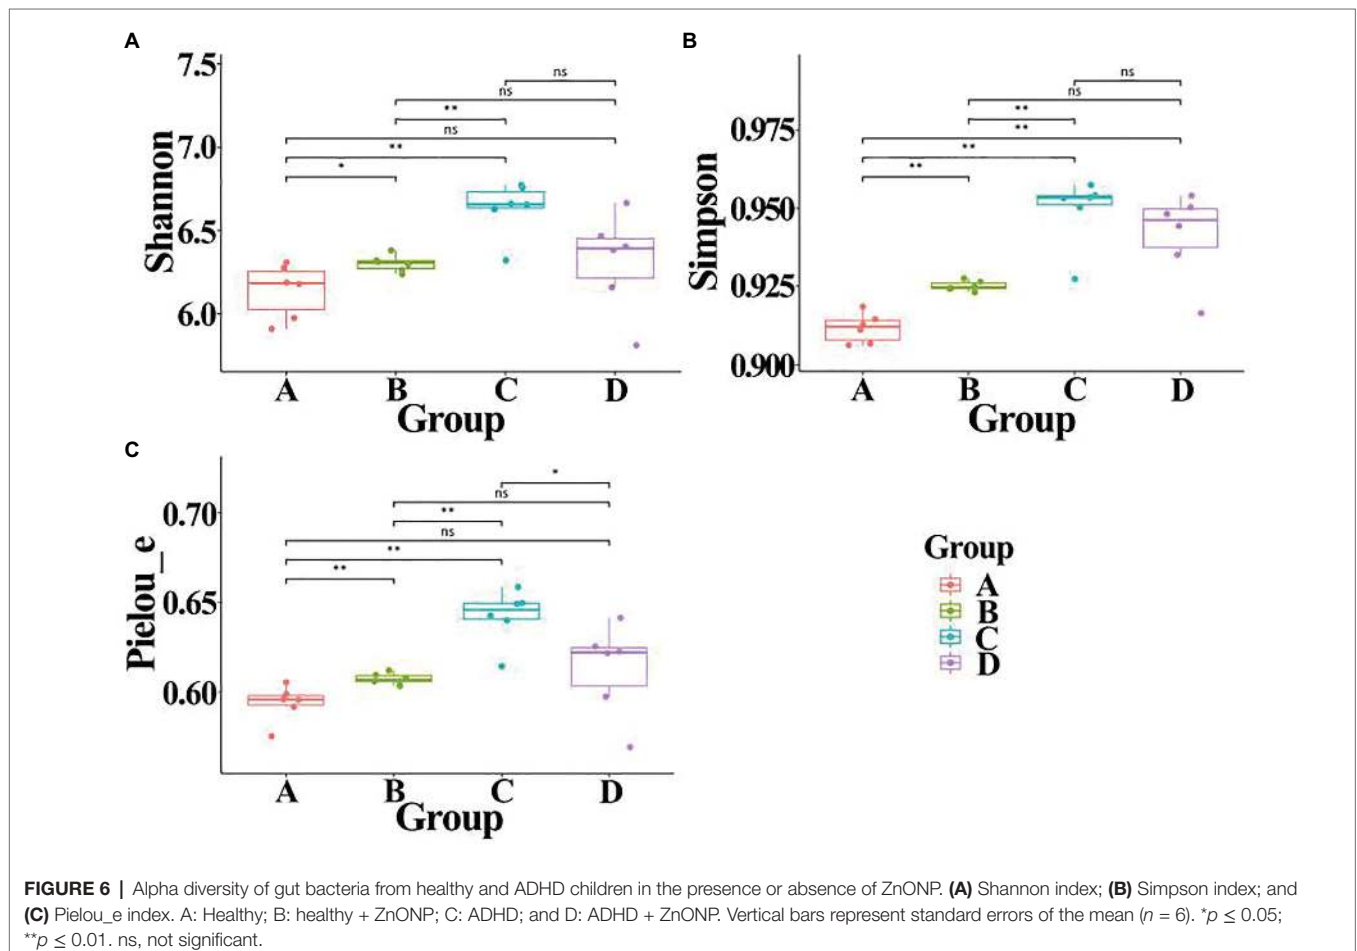 A
7.5
7.0
6.5
6.0
Shannon
ns
ns
**
ns
**
*
A B C D
Group
B
0.975
0.950
0.925
0.900
Simpson
ns
ns
**
**
**
**
A B C D
Group
C
0.70
0.65
0.60
Pielou_e
*
ns
**
ns
**
**
A B C D
Group
Group
A
B
C
D
FIGURE 6 | Alpha diversity of gut bacteria from healthy and ADHD children in the presence or absence of ZnONP. (A) Shannon index; (B) Simpson index; and
(C) Pielou_e index. A: Healthy; B: healthy + ZnONP; C: ADHD; and D: ADHD + ZnONP. Vertical bars represent standard errors of the mean (n = 6). *p ≤ 0.05;
**p ≤ 0.01. ns, not significant.